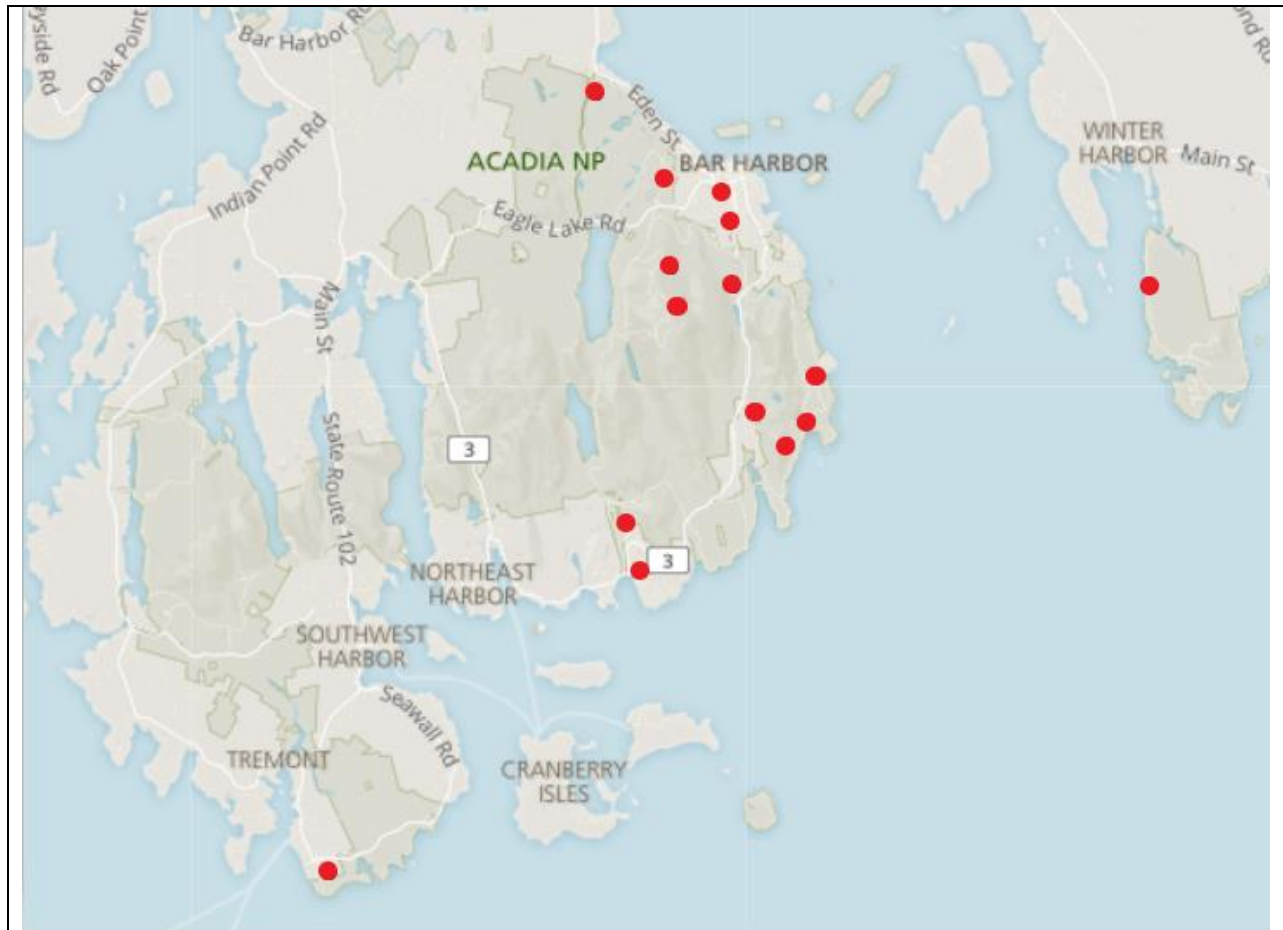 yside Rd
Oak Point
Bar Harbor Rd
Eden St
ond Rd
WINTER
HARBOR
Main St
Indian Point Rd
ACADIA NP
BAR HARBOR
Eagle Lake Rd
Main St
State Route 102
3
3
NORTHEAST
HARBOR
SOUTHWEST
HARBOR
Seawall Rd
TREMONT
CRANBERRY
ISLES